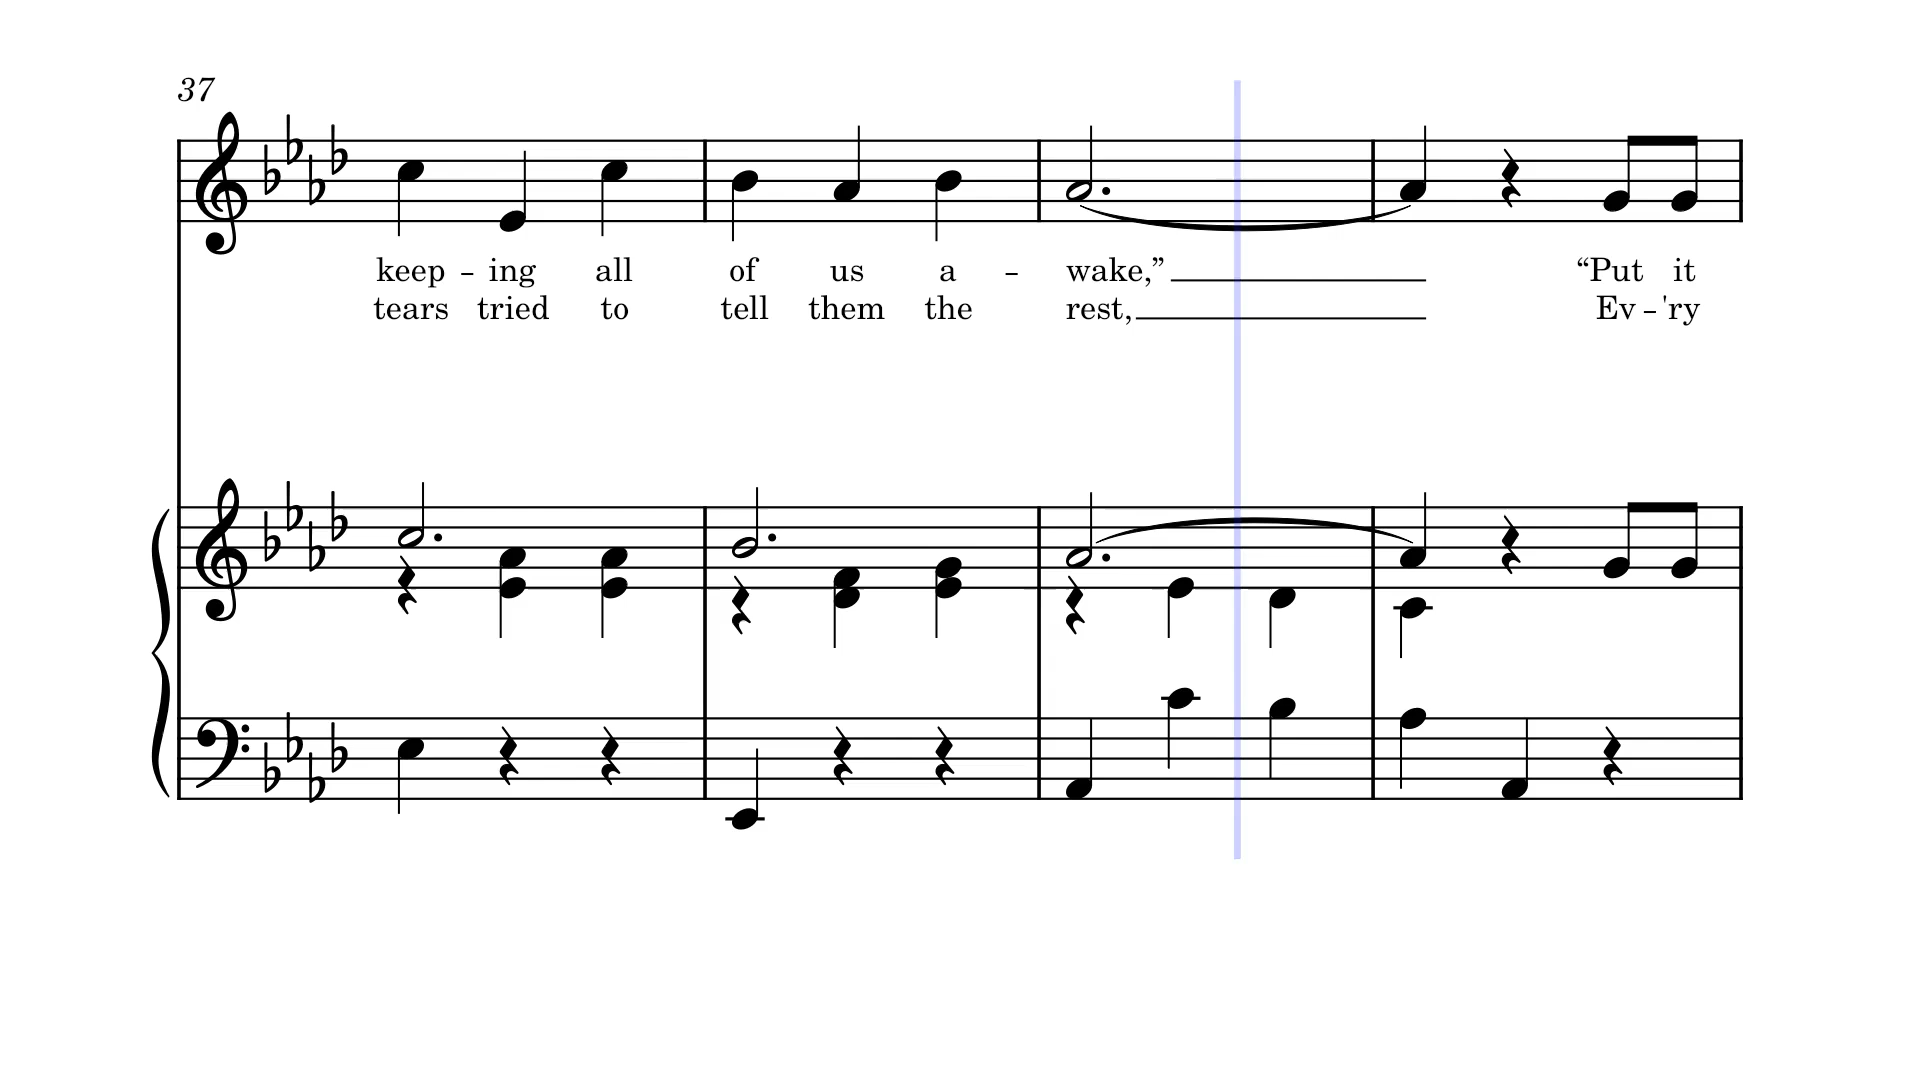 37
keep - ing all of us a - wake,” “Put it
tears tried to tell them the rest, Ev - 'ry